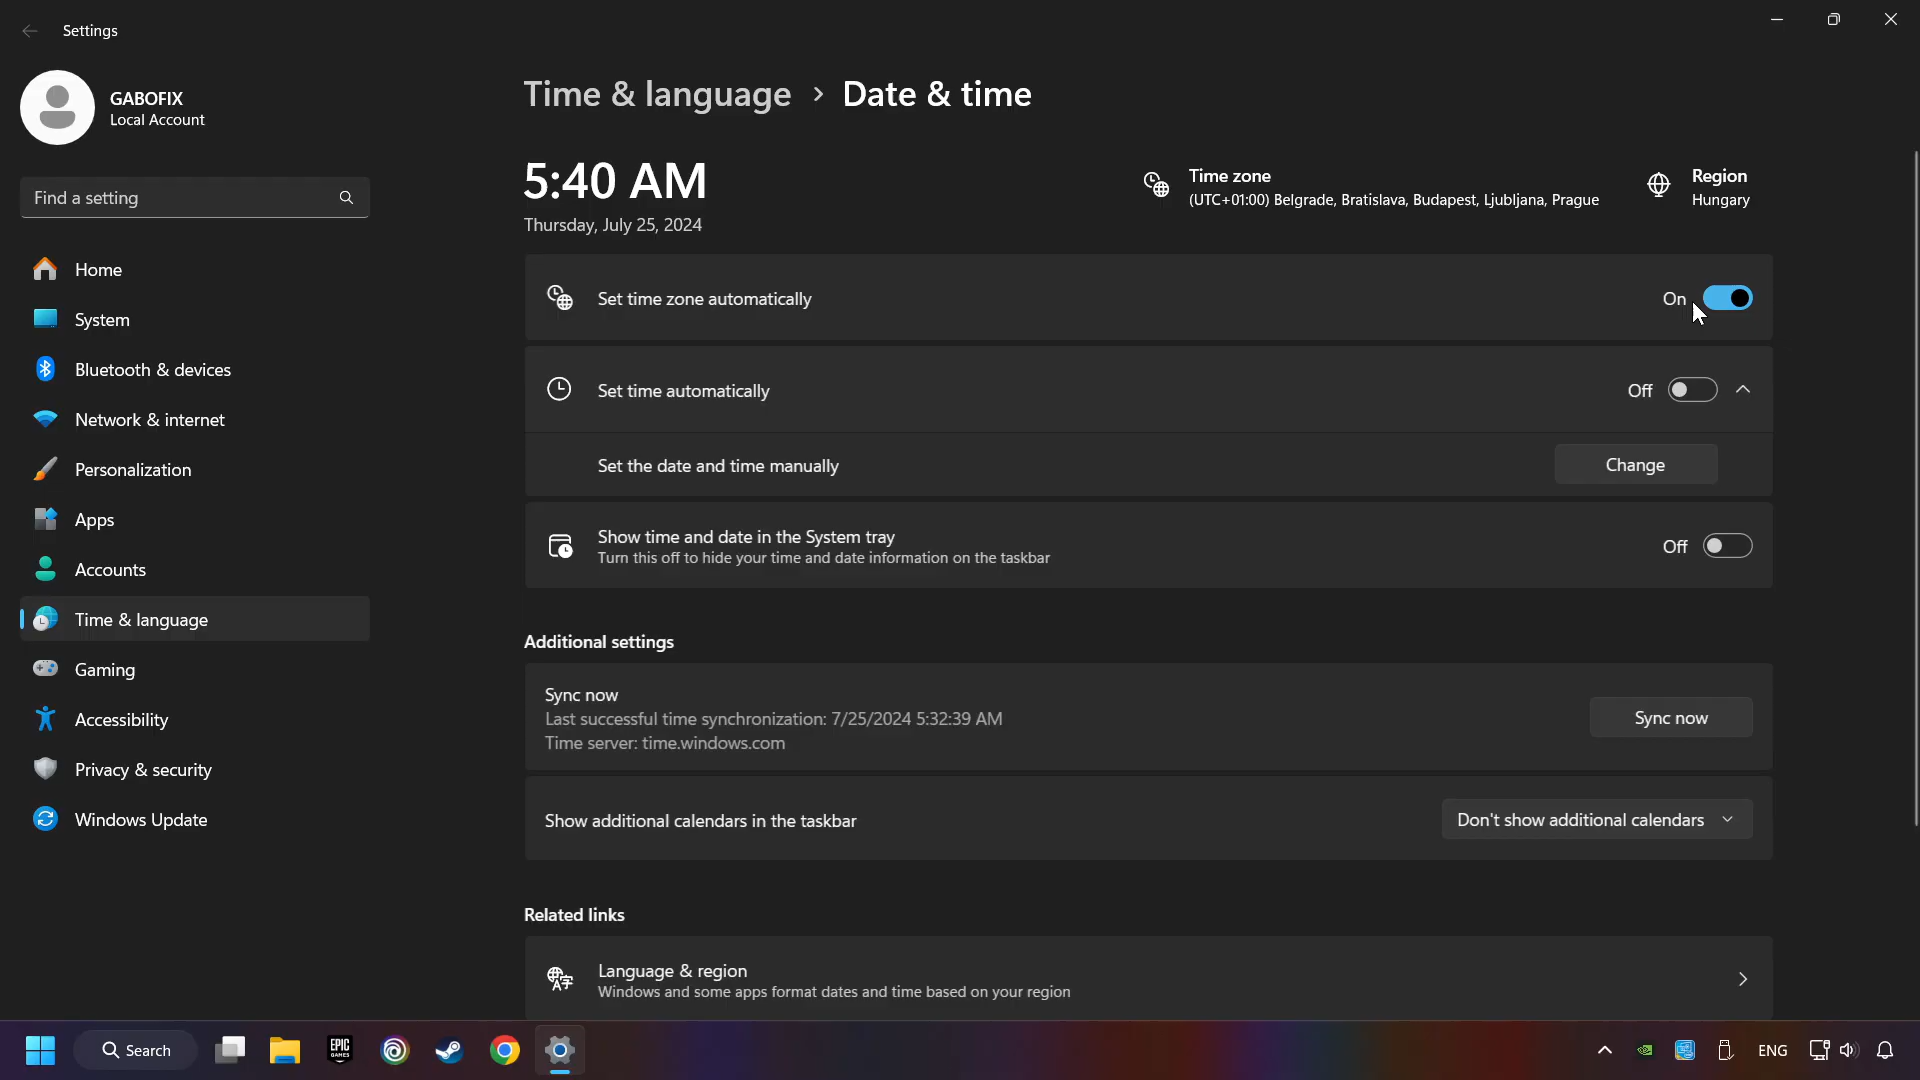 Settings
GABOFIX
Local Account
Find a setting
Home
System
Bluetooth & devices
Network & internet
Personalization
Apps
Accounts
Time & language
Gaming
Accessibility
Privacy & security
Windows Update
Time & language > Date & time
5:40 AM
Thursday, July 25, 2024
Time zone
(UTC+01:00) Belgrade, Bratislava, Budapest, Ljubljana, Prague
Region
Hungary
Set time zone automatically
On
Set time automatically
Off
Set the date and time manually
Change
Show time and date in the System tray
Turn this off to hide your time and date information on the taskbar
Off
Additional settings
Sync now
Last successful time synchronization: 7/25/2024 5:32:39 AM
Time server: time.windows.com
Sync now
Show additional calendars in the taskbar
Don't show additional calendars
Related links
Language & region
Windows and some apps format dates and time based on your region
Search
EPIC
GAMES
ENG